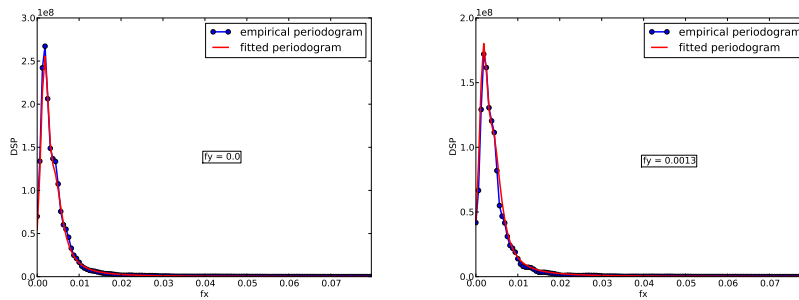 1e8
3.0
2.5
2.0
1.5
1.0
0.5
0.0
DSP
0.00 0.01 0.02 0.03 0.04 0.05 0.06 0.07
fx
empirical periodogram
fitted periodogram
fy = 0.0
1e8
2.0
1.5
1.0
0.5
0.0
DSP
0.00 0.01 0.02 0.03 0.04 0.05 0.06 0.07
fx
empirical periodogram
fitted periodogram
fy = 0.0013